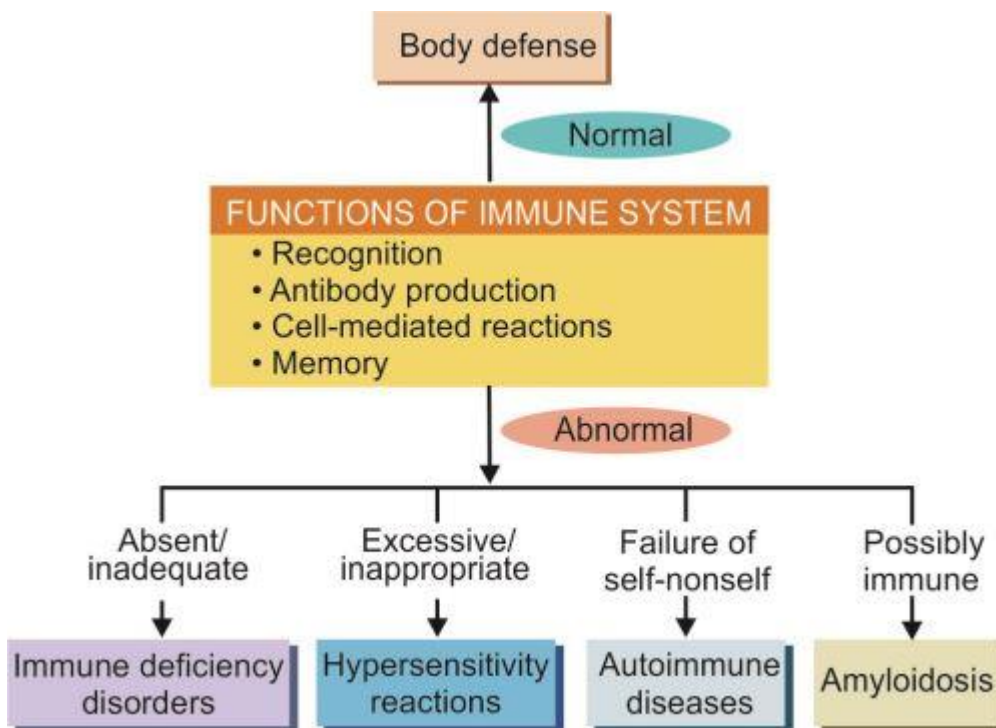 Body defense
Normal
FUNCTIONS OF IMMUNE SYSTEM
• Recognition
• Antibody production
• Cell-mediated reactions
• Memory
Abnormal
Absent/
inadequate
Excessive/
inappropriate
Failure of
self-nonself
Possibly
immune
Immune deficiency
disorders
Hypersensitivity
reactions
Autoimmune
diseases
Amyloidosis